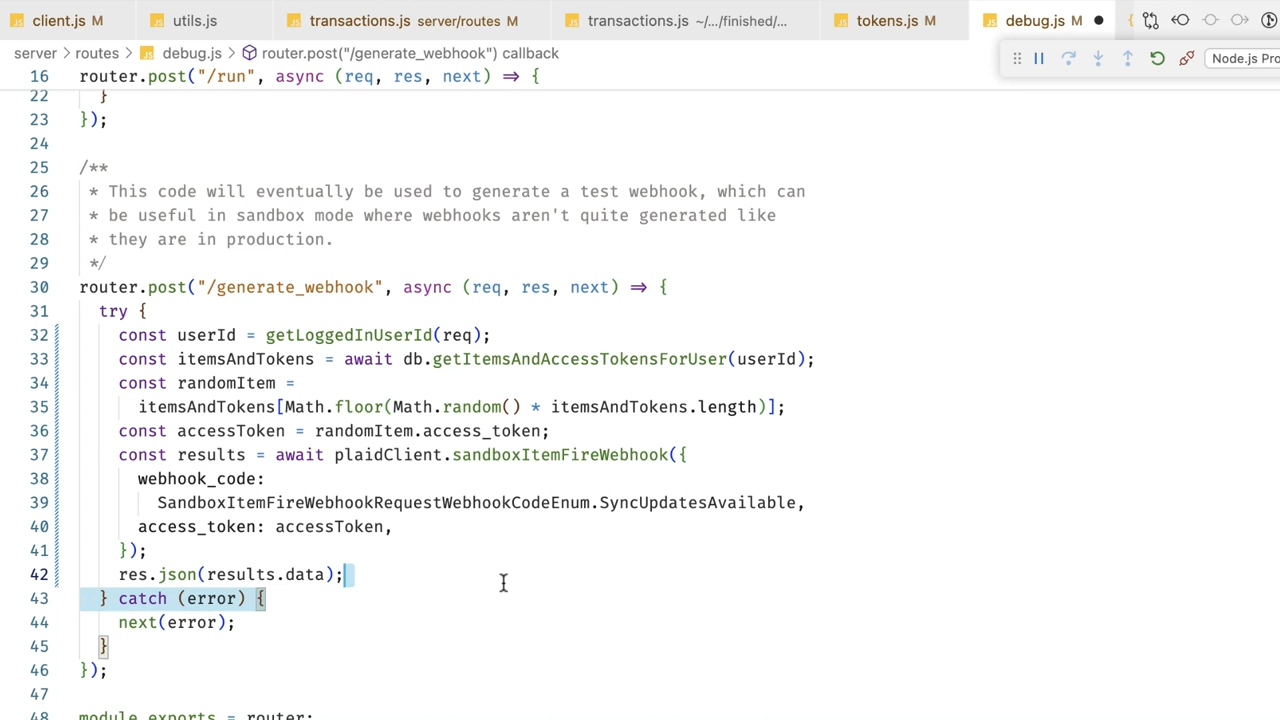 client.js M utils.js transactions.js server/routes M transactions.js ~/.../finished/... tokens.js M debug.js M
server > routes > debug.js > router.post("/generate_webhook") callback
Node.js Pro
16 router.post("/run", async (req, res, next) => {
22 }
23 });
24
25 /**
26 * This code will eventually be used to generate a test webhook, which can
27 * be useful in sandbox mode where webhooks aren't quite generated like
28 * they are in production.
29 */
30 router.post("/generate_webhook", async (req, res, next) => {
31 try {
32 const userId = getLoggedInUserId(req);
33 const itemsAndTokens = await db.getItemsAndAccessTokensForUser(userId);
34 const randomItem =
35 itemsAndTokens[Math.floor(Math.random() * itemsAndTokens.length)];
36 const accessToken = randomItem.access_token;
37 const results = await plaidClient.sandboxItemFireWebhook({
38 webhook_code:
39 SandboxItemFireWebhookRequestWebhookCodeEnum.SyncUpdatesAvailable,
40 access_token: accessToken,
41 });
42 res.json(results.data);
43 } catch (error) {
44 next(error);
45 }
46 });
47
48 module.exports = router;